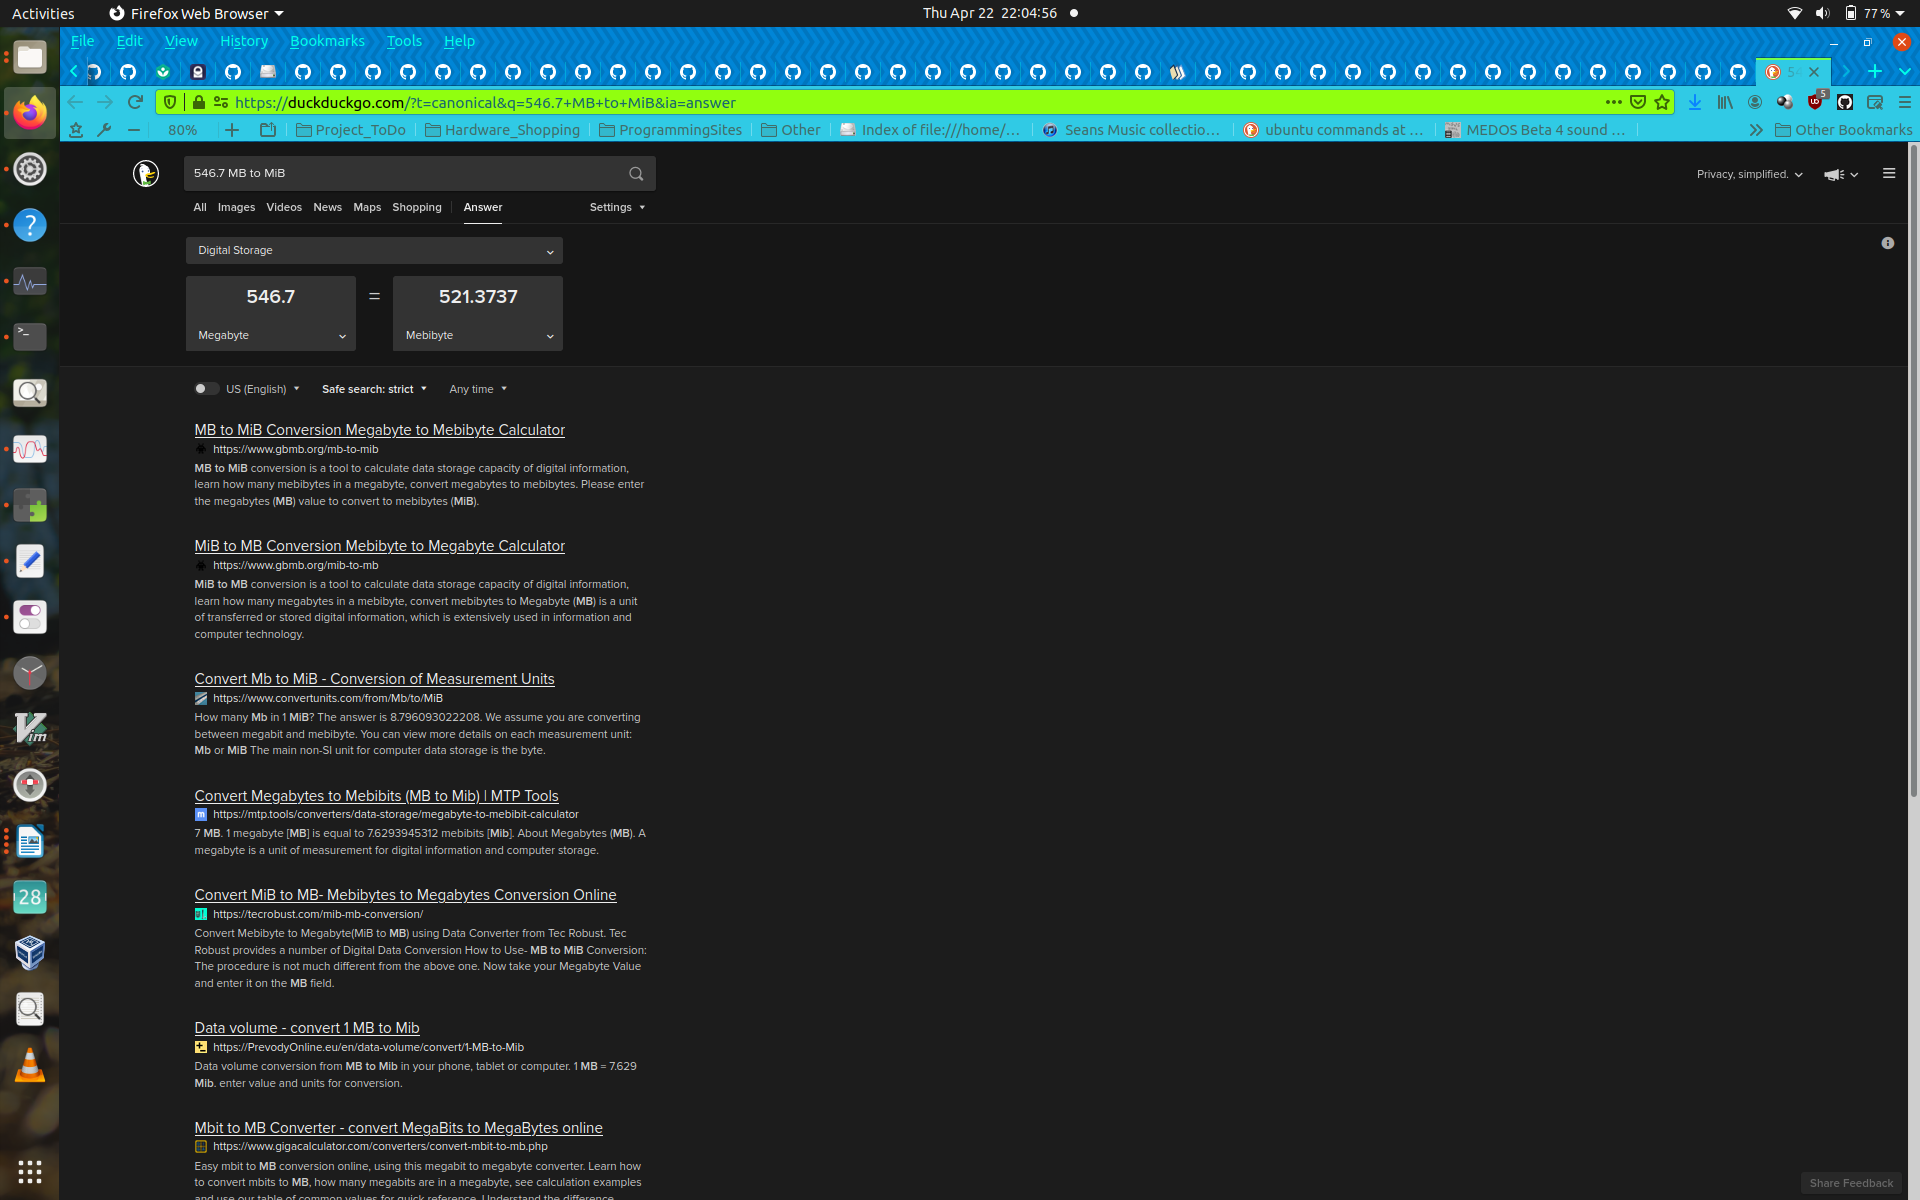 Activities
Firefox Web Browser
Thu Apr 22 22:04:56
77 %
File Edit View History Bookmarks Tools Help
https://duckduckgo.com/?t=canonical&q=546.7+MB+to+MiB&ia=answer
5
80%
Project_ToDo
Hardware_Shopping
ProgrammingSites
Other
Index of file:///home/…
Seans Music collectio…
ubuntu commands at …
MEDOS Beta 4 sound …
Other Bookmarks
546.7 MB to MiB
Privacy, simplified.
All Images Videos News Maps Shopping Answer Settings
Digital Storage
546.7 = 521.3737
Megabyte Mebibyte
US (English) Safe search: strict Any time
MB to MiB Conversion Megabyte to Mebibyte Calculator
https://www.gbmb.org/mb-to-mib
MB to MiB conversion is a tool to calculate data storage capacity of digital information,
learn how many mebibytes in a megabyte, convert megabytes to mebibytes. Please enter
the megabytes (MB) value to convert to mebibytes (MiB).
MiB to MB Conversion Mebibyte to Megabyte Calculator
https://www.gbmb.org/mib-to-mb
MiB to MB conversion is a tool to calculate data storage capacity of digital information,
learn how many megabytes in a mebibyte, convert mebibytes to Megabyte (MB) is a unit
of transferred or stored digital information, which is extensively used in information and
computer technology.
Convert Mb to MiB - Conversion of Measurement Units
https://www.convertunits.com/from/Mb/to/MiB
How many Mb in 1 MiB? The answer is 8.796093022208. We assume you are converting
between megabit and mebibyte. You can view more details on each measurement unit:
Mb or MiB The main non-SI unit for computer data storage is the byte.
Convert Megabytes to Mebibits (MB to Mib) | MTP Tools
m https://mtp.tools/converters/data-storage/megabyte-to-mebibit-calculator
7 MB. 1 megabyte [MB] is equal to 7.6293945312 mebibits [Mib]. About Megabytes (MB). A
megabyte is a unit of measurement for digital information and computer storage.
Convert MiB to MB- Mebibytes to Megabytes Conversion Online
https://tecrobust.com/mib-mb-conversion/
Convert Mebibyte to Megabyte(MiB to MB) using Data Converter from Tec Robust. Tec
Robust provides a number of Digital Data Conversion How to Use- MB to MiB Conversion:
The procedure is not much different from the above one. Now take your Megabyte Value
and enter it on the MB field.
28
Data volume - convert 1 MB to Mib
https://PrevodyOnline.eu/en/data-volume/convert/1-MB-to-Mib
Data volume conversion from MB to Mib in your phone, tablet or computer. 1 MB = 7.629
Mib. enter value and units for conversion.
Mbit to MB Converter - convert MegaBits to MegaBytes online
https://www.gigacalculator.com/converters/convert-mbit-to-mb.php
Easy mbit to MB conversion online, using this megabit to megabyte converter. Learn how
to convert mbits to MB, how many megabits are in a megabyte, see calculation examples
and use our table of common values for quick reference. Understand the difference
Share Feedback